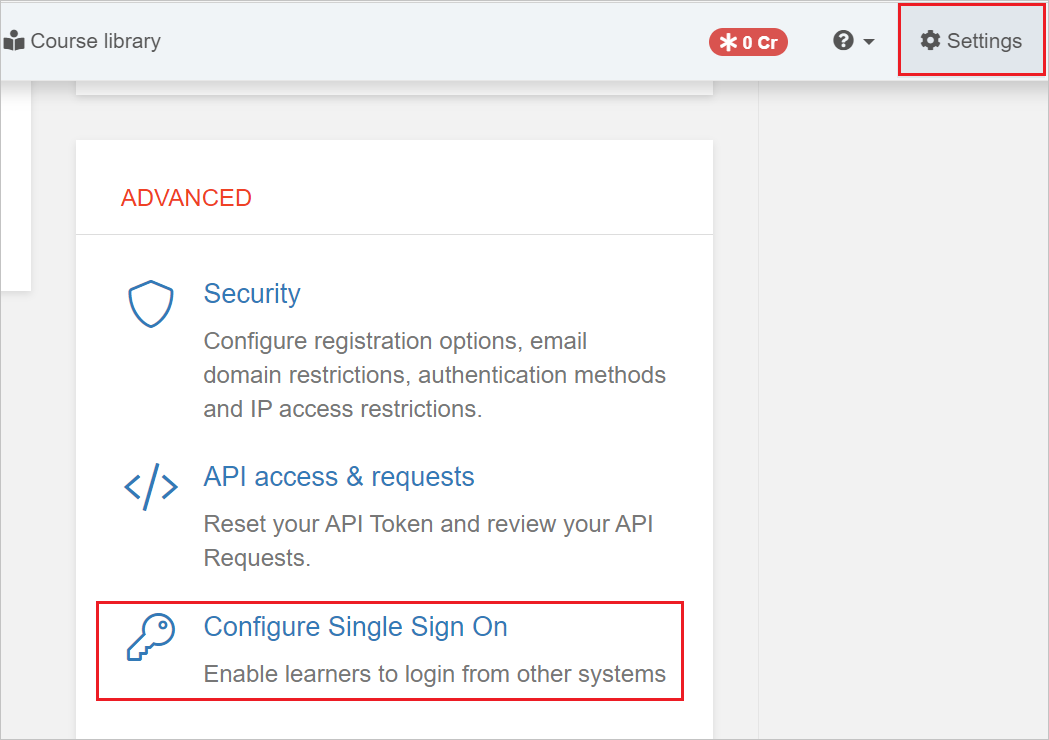 Course library
0 Cr
Settings
ADVANCED
Security
Configure registration options, email
domain restrictions, authentication methods
and IP access restrictions.
API access & requests
Reset your API Token and review your API
Requests.
Configure Single Sign On
Enable learners to login from other systems